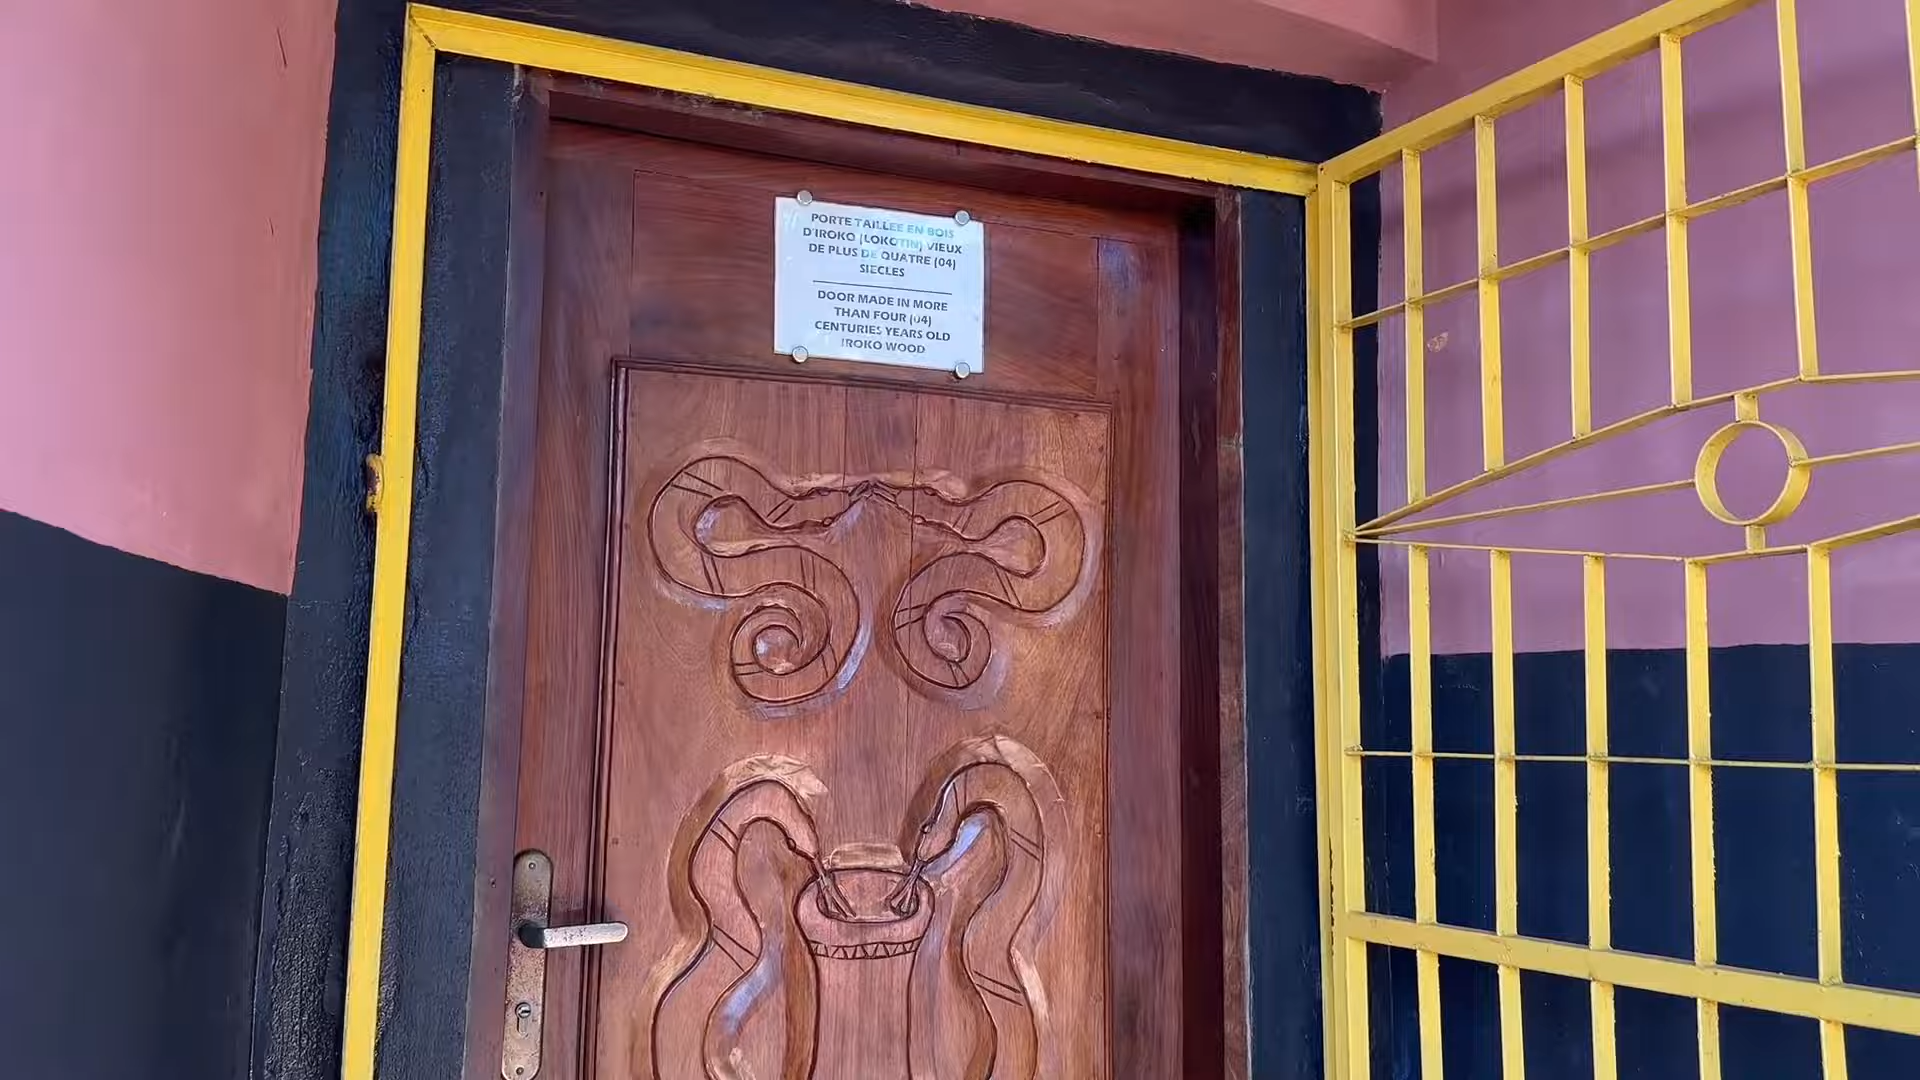 PORTE TAILLEE EN BOIS
D'IROKO (LOKOTIN) VIEUX
DE PLUS DE QUATRE (04)
SIECLES
DOOR MADE IN MORE
THAN FOUR (04)
CENTURIES YEARS OLD
IROKO WOOD